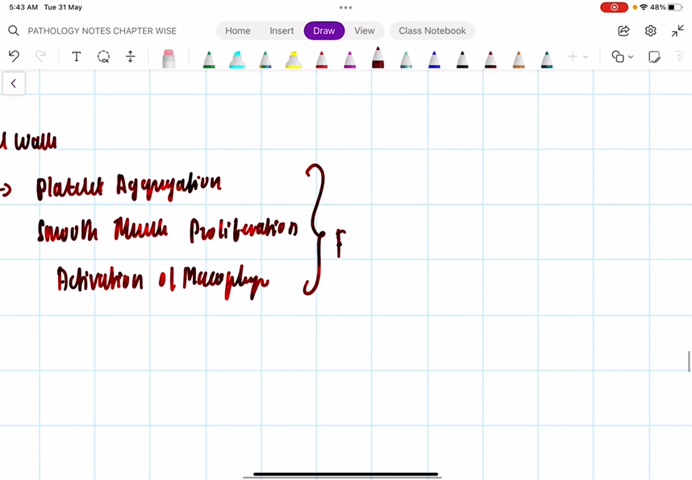 5:43 AM Tue 31 May
48%
PATHOLOGY NOTES CHAPTER WISE
Home Insert Draw View Class Notebook
T
l Walls
→ Platelet Aggregation
Smooth Muscle Proliferation
Activation of Macrophage
F